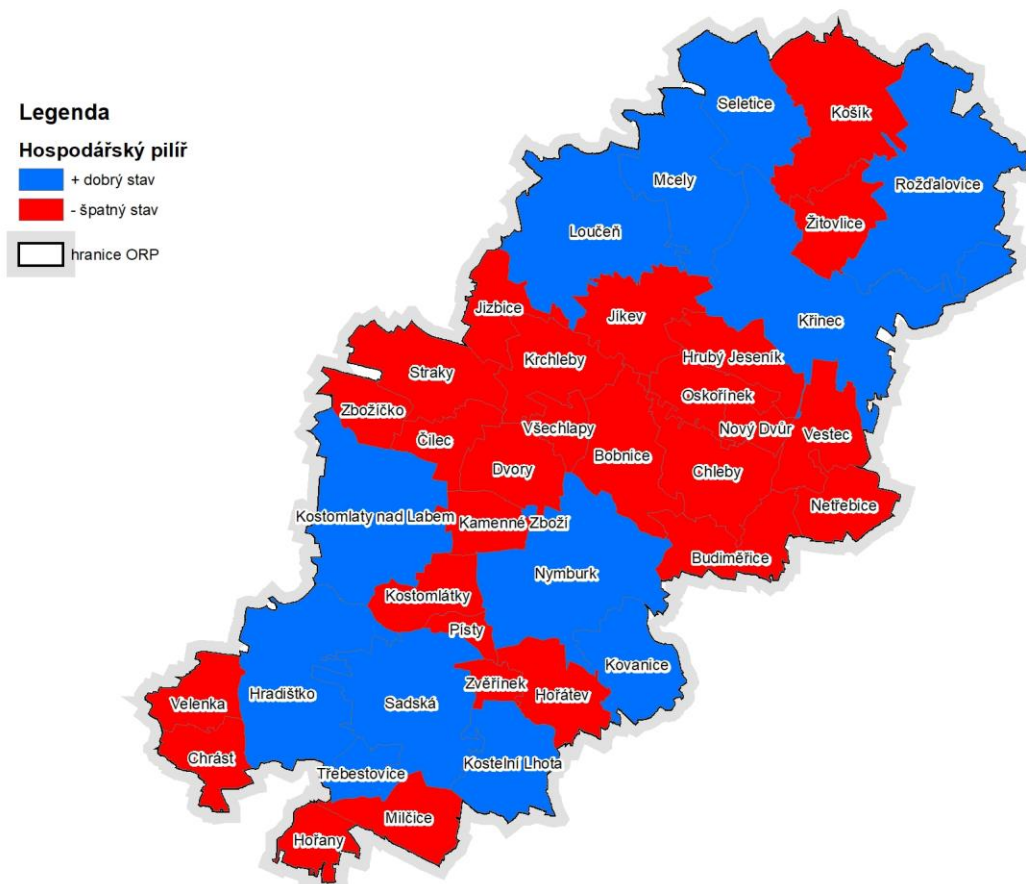 Legenda
Hospodářský pilíř
+ dobrý stav
- špatný stav
hranice ORP
Seletice
Košík
Mcely
Rožďalovice
Loučeň
Žitovlice
Jizbice
Jíkev
Křinec
Krchleby
Hrubý Jeseník
Straky
Oskořínek
Zbožíčko
Čilec
Všechlapy
Nový Dvůr
Vestec
Bobnice
Dvory
Chleby
Netřebice
Kostomlaty nad Labem
Kamenné Zboží
Budiměřice
Nymburk
Kostomlátky
Písty
Kovanice
Zvěřínek
Hořátev
Hradištko
Sadská
Velenka
Chrást
Třebestovice
Kostelní Lhota
Milčice
Hořany